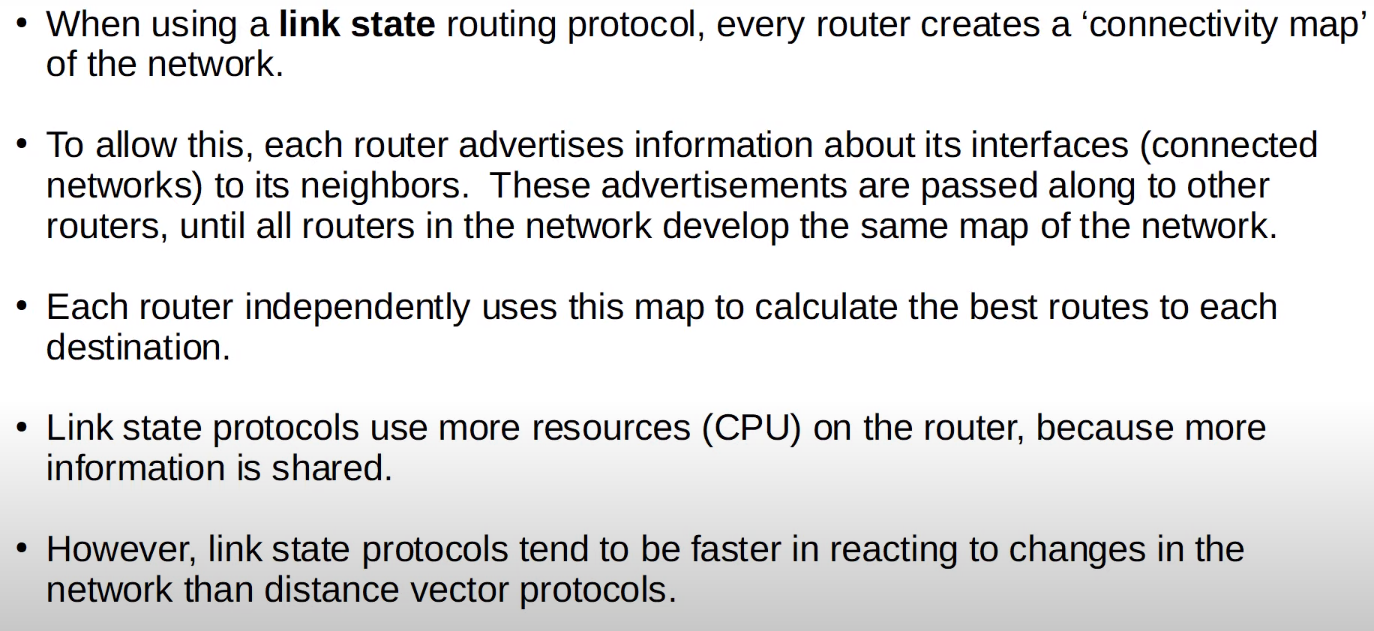 • When using a link state routing protocol, every router creates a ‘connectivity map’
of the network.
• To allow this, each router advertises information about its interfaces (connected
networks) to its neighbors.  These advertisements are passed along to other
routers, until all routers in the network develop the same map of the network.
• Each router independently uses this map to calculate the best routes to each
destination.
• Link state protocols use more resources (CPU) on the router, because more
information is shared.
• However, link state protocols tend to be faster in reacting to changes in the
network than distance vector protocols.